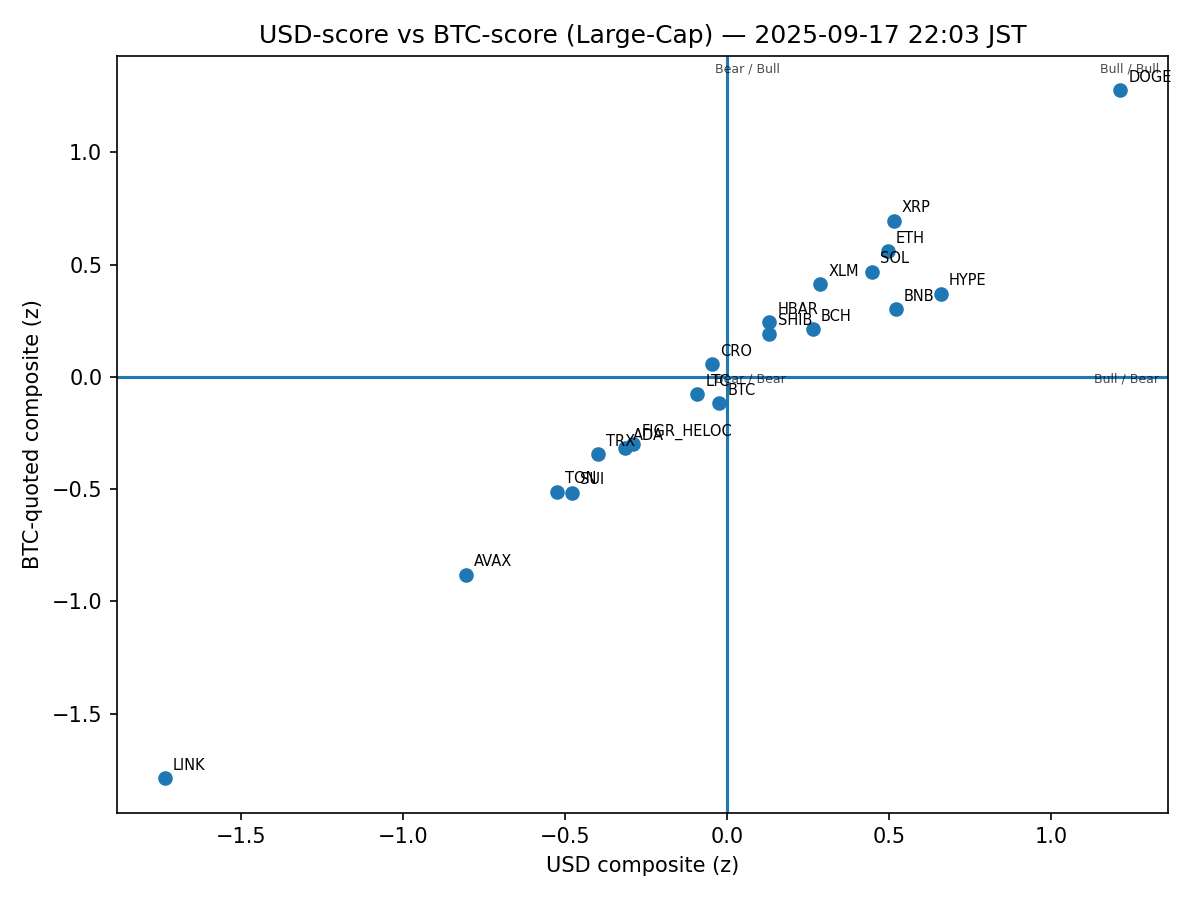 USD-score vs BTC-score (Large-Cap) — 2025-09-17 22:03 JST
Bear / Bull
Bull / Bull
DOGE
XRP
ETH
SOL
XLM
HYPE
BNB
HBAR
SHIB
BCH
CRO
LTC
Bear / Bear
Bull / Bear
BTC
FIGR_HELOC
ADA
TRX
TON
SUI
AVAX
LINK
1.0
0.5
0.0
−0.5
−1.0
−1.5
BTC-quoted composite (z)
−1.5
−1.0
−0.5
0.0
0.5
1.0
USD composite (z)